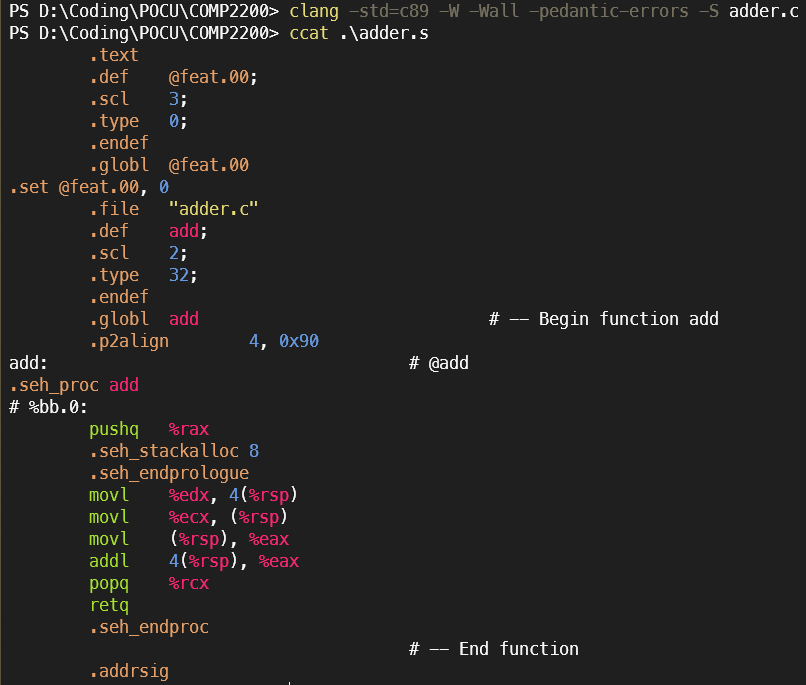 PS D:\Coding\POCU\COMP2200> clang -std=c89 -W -Wall -pedantic-errors -S adder.c
PS D:\Coding\POCU\COMP2200> ccat .\adder.s
.text
.def @feat.00;
.scl 3;
.type 0;
.endef
.globl @feat.00
.set @feat.00, 0
.file "adder.c"
.def add;
.scl 2;
.type 32;
.endef
.globl add # -- Begin function add
.p2align 4, 0x90
add: # @add
.seh_proc add
# %bb.0:
pushq %rax
.seh_stackalloc 8
.seh_endprologue
movl %edx, 4(%rsp)
movl %ecx, (%rsp)
movl (%rsp), %eax
addl 4(%rsp), %eax
popq %rcx
retq
.seh_endproc
# -- End function
.addrsig